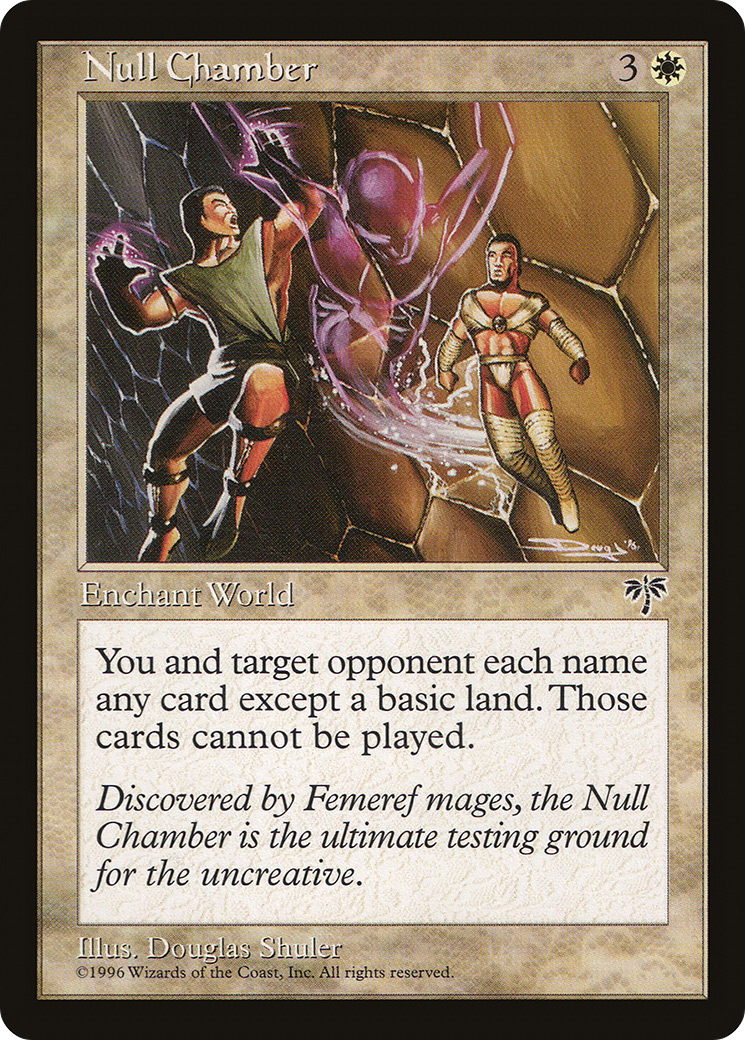 Null Chamber 3
Enchant World
You and target opponent each name
any card except a basic land. Those
cards cannot be played.
Discovered by Femeref mages, the Null
Chamber is the ultimate testing ground
for the uncreative.
Illus. Douglas Shuler
©1996 Wizards of the Coast, Inc. All rights reserved.